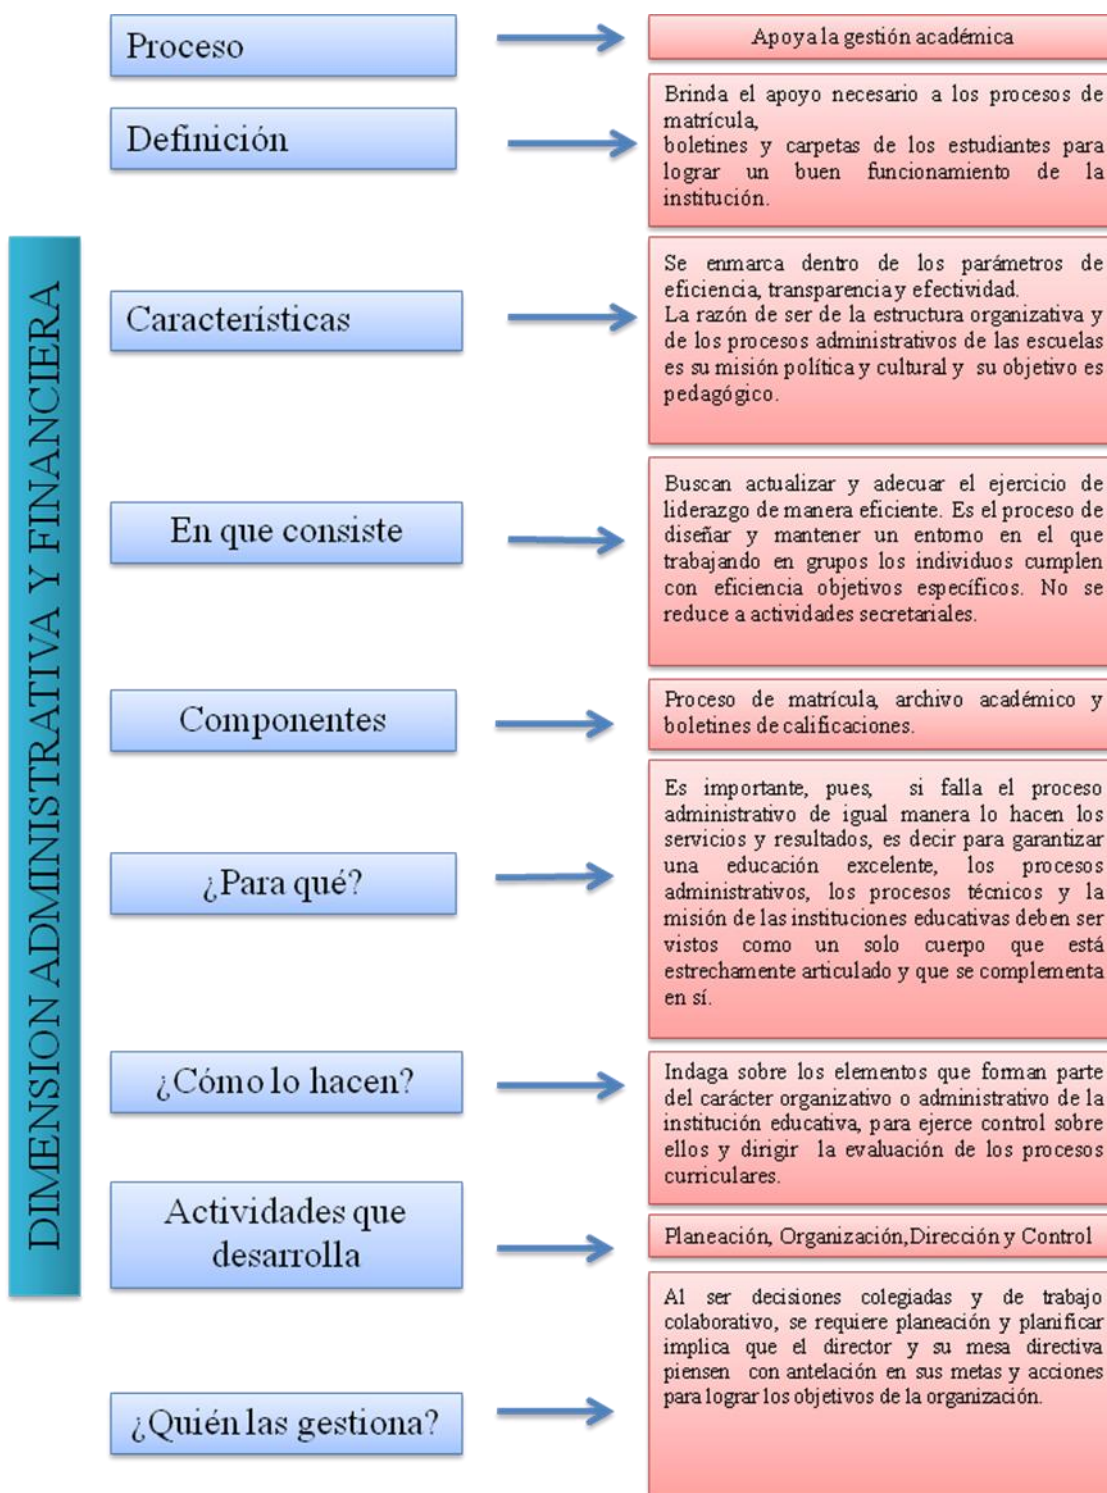 DIMENSION ADMINISTRATIVA Y FINANCIERA
Proceso
Apoya la gestión académica
Definición
Brinda el apoyo necesario a los procesos de
matrícula,
boletines y carpetas de los estudiantes para
lograr un buen funcionamiento de la
institución.
Características
Se enmarca dentro de los parámetros de
eficiencia, transparencia y efectividad.
La razón de ser de la estructura organizativa y
de los procesos administrativos de las escuelas
es su misión política y cultural y su objetivo es
pedagógico.
En que consiste
Buscan actualizar y adecuar el ejercicio de
liderazgo de manera eficiente. Es el proceso de
diseñar y mantener un entorno en el que
trabajando en grupos los individuos cumplen
con eficiencia objetivos específicos. No se
reduce a actividades secretariales.
Componentes
Proceso de matrícula, archivo académico y
boletines de calificaciones.
¿Para qué?
Es importante, pues, si falla el proceso
administrativo de igual manera lo hacen los
servicios y resultados, es decir para garantizar
una educación excelente, los procesos
administrativos, los procesos técnicos y la
misión de las instituciones educativas deben ser
vistos como un solo cuerpo que está
estrechamente articulado y que se complementa
en sí.
¿Cómo lo hacen?
Indaga sobre los elementos que forman parte
del carácter organizativo o administrativo de la
institución educativa, para ejerce control sobre
ellos y dirigir la evaluación de los procesos
curriculares.
Actividades que
desarrolla
Planeación, Organización,Dirección y Control
¿Quién las gestiona?
Al ser decisiones colegiadas y de trabajo
colaborativo, se requiere planeación y planificar
implica que el director y su mesa directiva
piensen con antelación en sus metas y acciones
para lograr los objetivos de la organización.